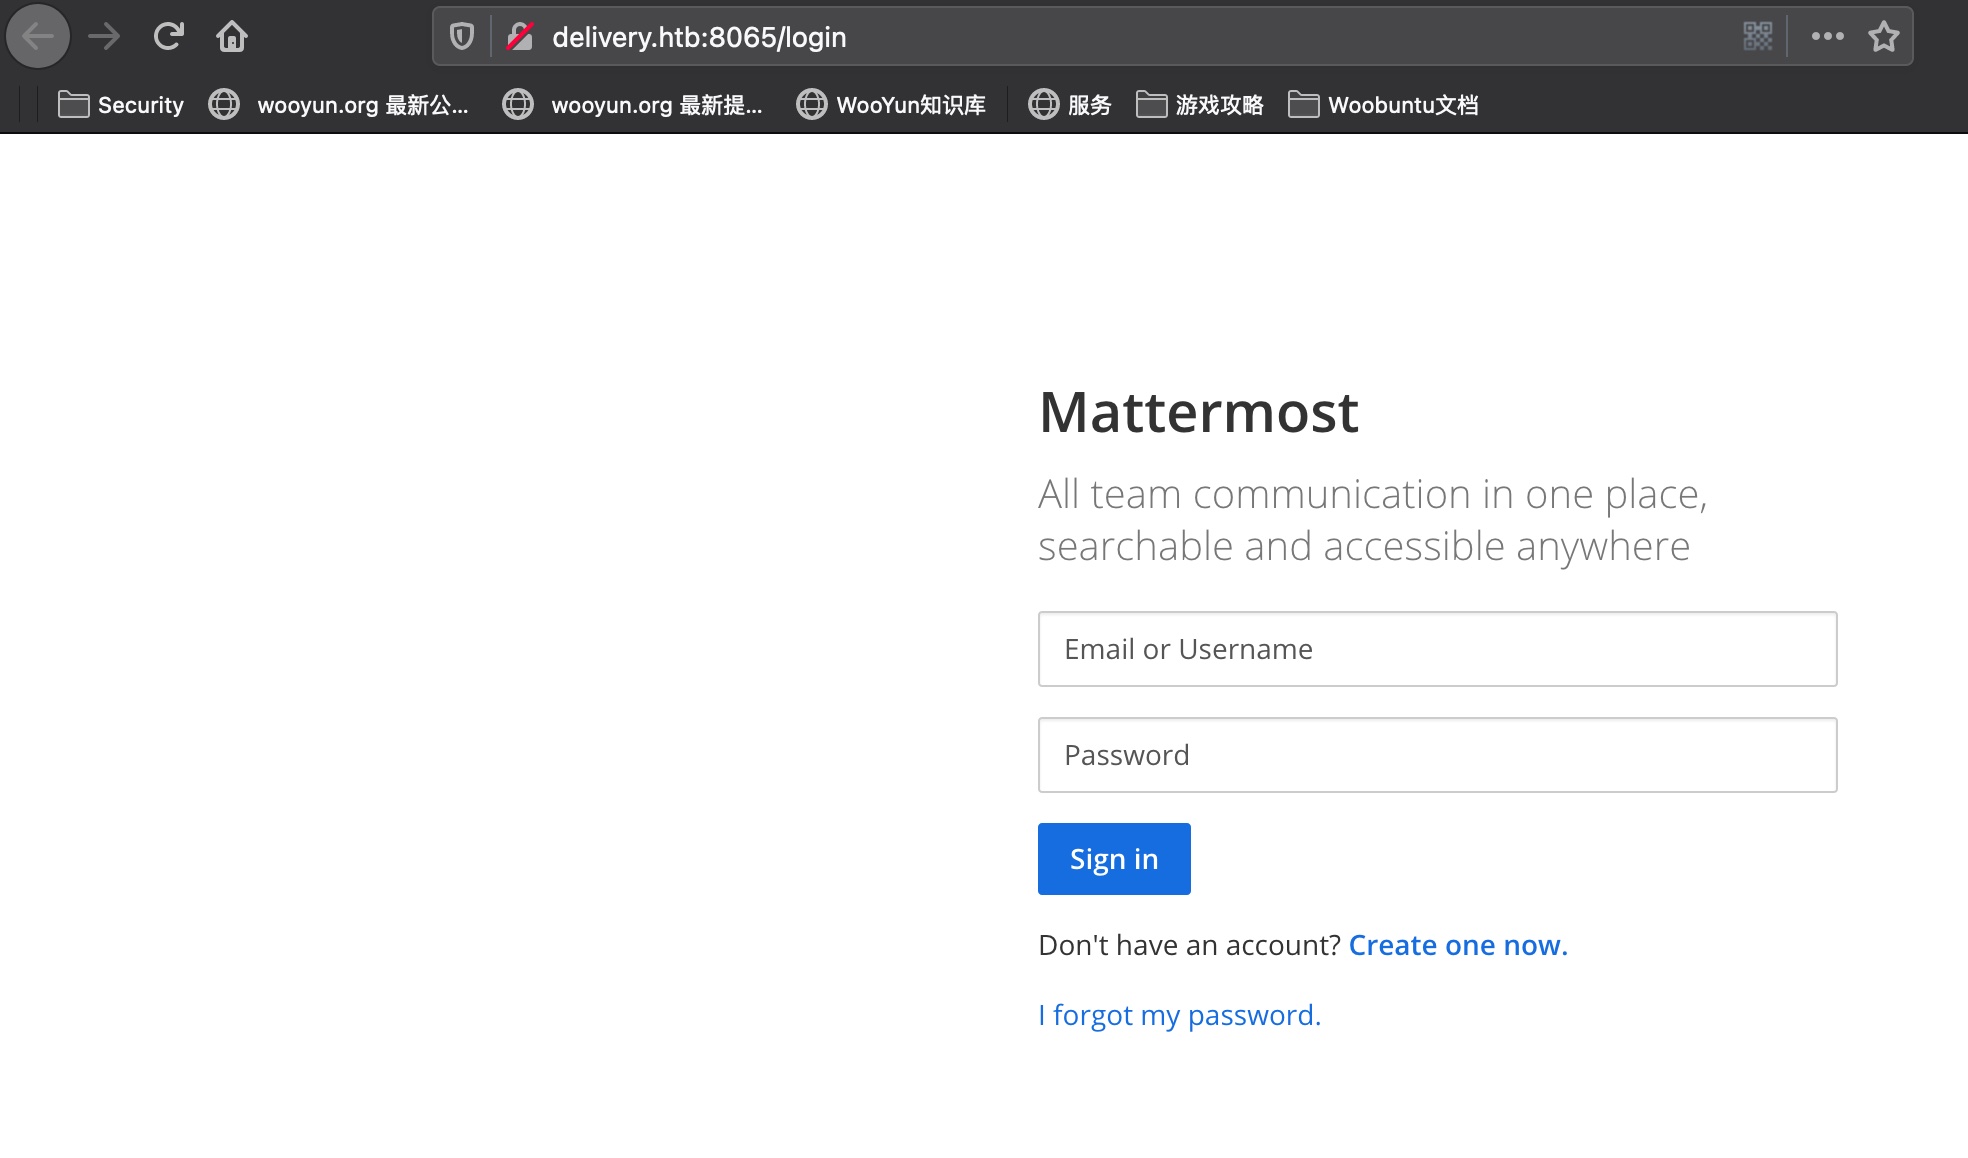 delivery.htb:8065/login
Security wooyun.org 最新公... wooyun.org 最新提... WooYun知识库 服务 游戏攻略 Woobuntu文档
Mattermost
All team communication in one place,
searchable and accessible anywhere
Email or Username
Password
Sign in
Don't have an account? Create one now.
I forgot my password.